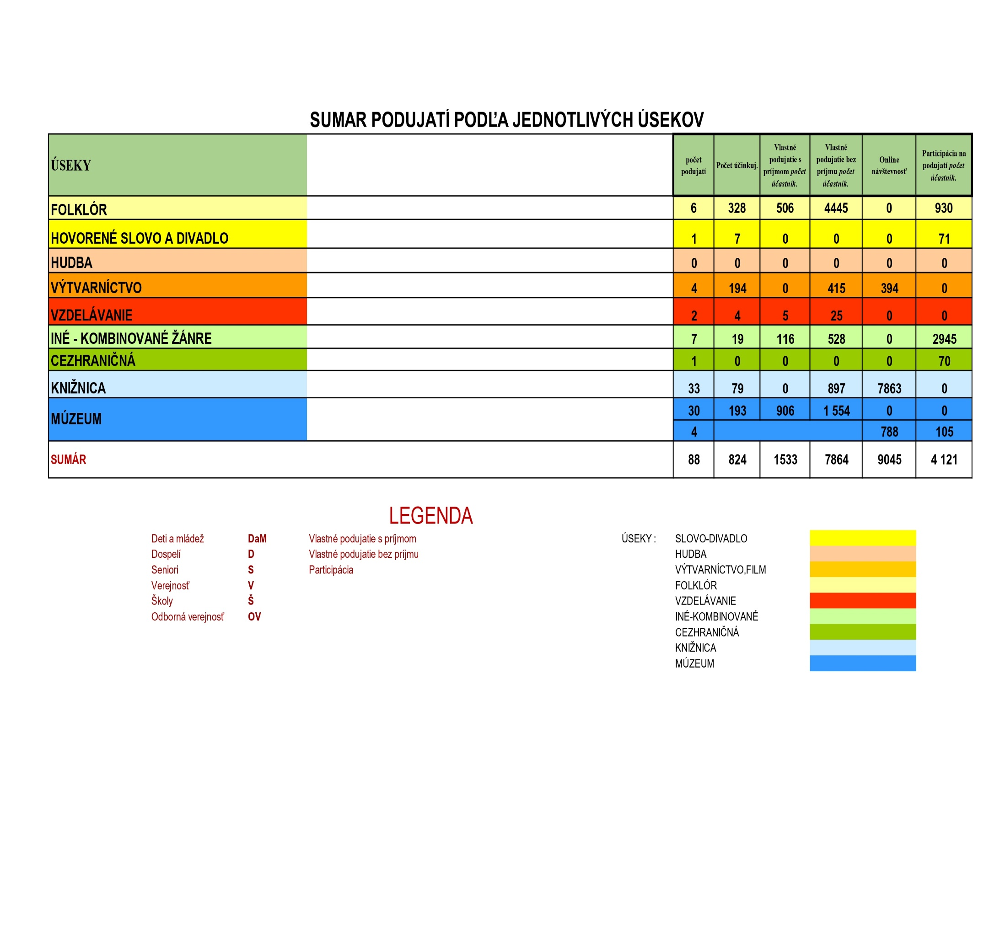 SUMAR PODUJATÍ PODĽA JEDNOTLIVÝCH ÚSEKOV
ÚSEKY
počet podujatí
Počet účinkuj.
Vlastné podujatie s príjmom počet účastník.
Vlastné podujatie bez príjmu počet účastník.
Online návštevnosť
Participácia na podujatí počet účastník.
FOLKLÓR 6 328 506 4445 0 930
HOVORENÉ SLOVO A DIVADLO 1 7 0 0 0 71
HUDBA 0 0 0 0 0 0
VÝTVARNÍCTVO 4 194 0 415 394 0
VZDELÁVANIE 2 4 5 25 0 0
INÉ - KOMBINOVANÉ ŽÁNRE 7 19 116 528 0 2945
CEZHRANIČNÁ 1 0 0 0 0 70
KNIŽNICA 33 79 0 897 7863 0
MÚZEUM 30 193 906 1 554 0 0
4 788 105
SUMÁR 88 824 1533 7864 9045 4 121
LEGENDA
Deti a mládež DaM Vlastné podujatie s príjmom ÚSEKY : SLOVO-DIVADLO
Dospelí D Vlastné podujatie bez príjmu HUDBA
Seniori S Participácia VÝTVARNÍCTVO,FILM
Verejnosť V FOLKLÓR
Školy Š VZDELÁVANIE
Odborná verejnosť OV INÉ-KOMBINOVANÉ
CEZHRANIČNÁ
KNIŽNICA
MÚZEUM